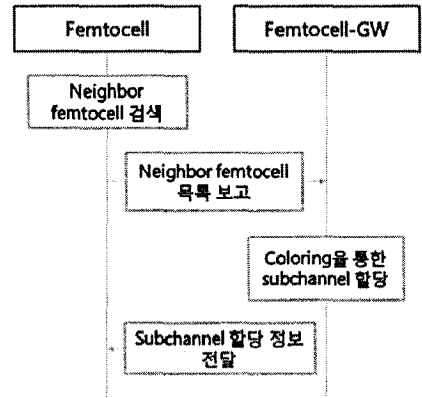 Femtocell
Femtocell-GW
Neighbor
femtocell 검색
Neighbor femtocell
목록 보고
Coloring을 통한
subchannel 할당
Subchannel 할당 정보
전달